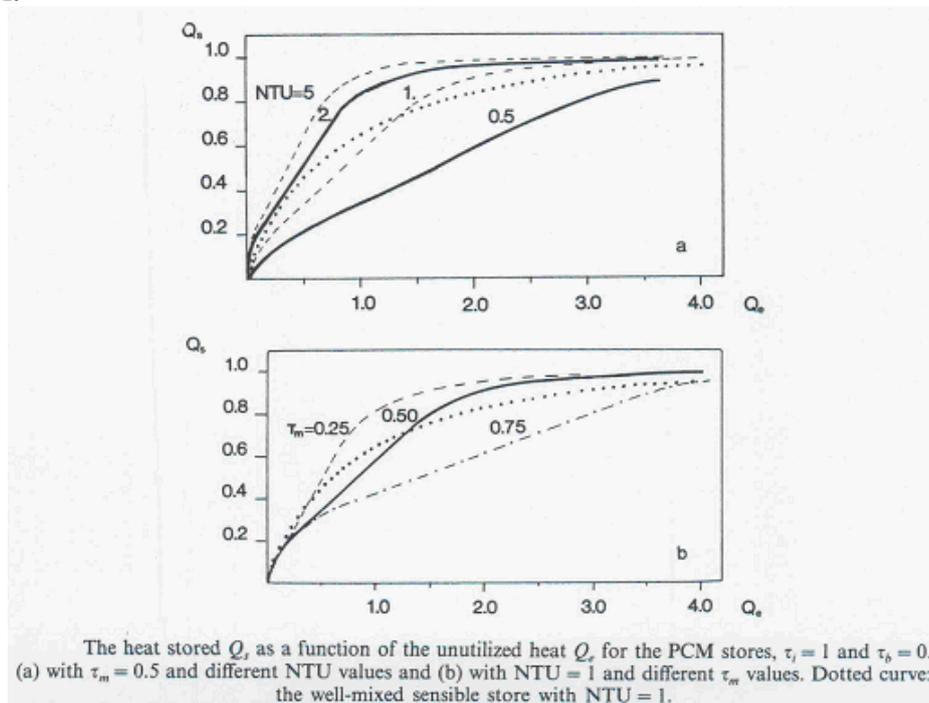 Qs
1.0
NTU=5
1.
0.8
2.
0.5
0.6
0.4
0.2
a
1.0
2.0
3.0
4.0
Qe
Qs
1.0
0.8
0.50
τm=0.25
0.75
0.6
0.4
0.2
b
1.0
2.0
3.0
4.0
Qe
The heat stored Qs as a function of the unutilized heat Qe for the PCM stores, τi = 1 and τb = 0.
(a) with τm = 0.5 and different NTU values and (b) with NTU = 1 and different τm values. Dotted curve:
the well-mixed sensible store with NTU = 1.